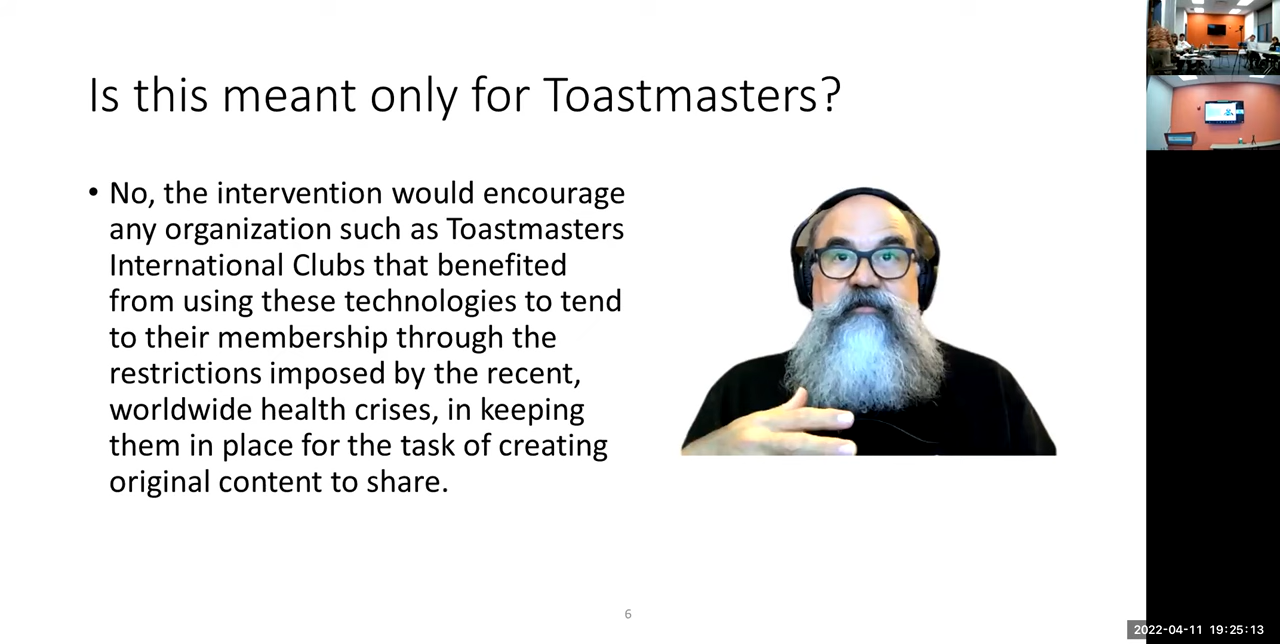 Is this meant only for Toastmasters?
• No, the intervention would encourage
any organization such as Toastmasters
International Clubs that benefited
from using these technologies to tend
to their membership through the
restrictions imposed by the recent,
worldwide health crises, in keeping
them in place for the task of creating
original content to share.
6
2022-04-11 19:25:13